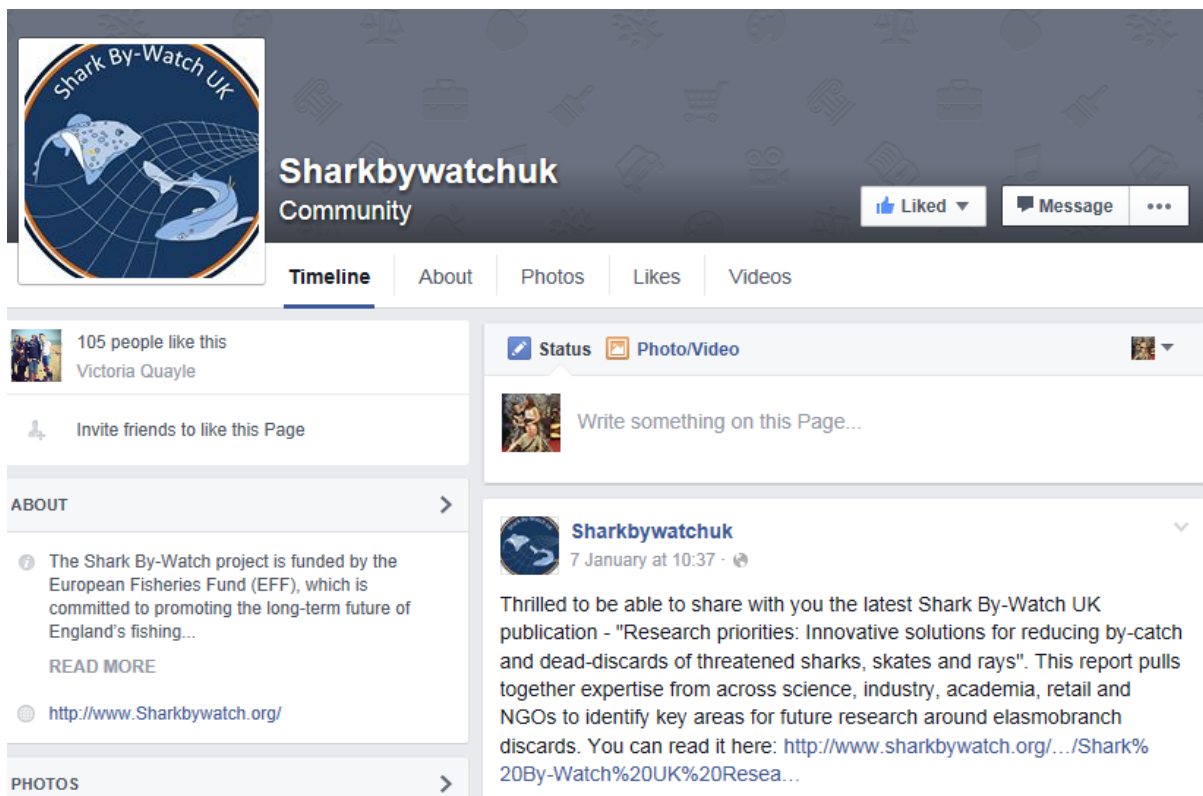 Shark By-Watch UK
Sharkbywatchuk
Community
Liked
Message
Timeline
About
Photos
Likes
Videos
105 people like this
Victoria Quayle
Invite friends to like this Page
ABOUT
The Shark By-Watch project is funded by the
European Fisheries Fund (EFF), which is
committed to promoting the long-term future of
England's fishing...
READ MORE
http://www.Sharkbywatch.org/
PHOTOS
Status
Photo/Video
Write something on this Page...
Shark By-Watch UK
Sharkbywatchuk
7 January at 10:37 ·
Thrilled to be able to share with you the latest Shark By-Watch UK
publication - "Research priorities: Innovative solutions for reducing by-catch
and dead-discards of threatened sharks, skates and rays". This report pulls
together expertise from across science, industry, academia, retail and
NGOs to identify key areas for future research around elasmobranch
discards. You can read it here: http://www.sharkbywatch.org/…/Shark%
20By-Watch%20UK%20Resea…